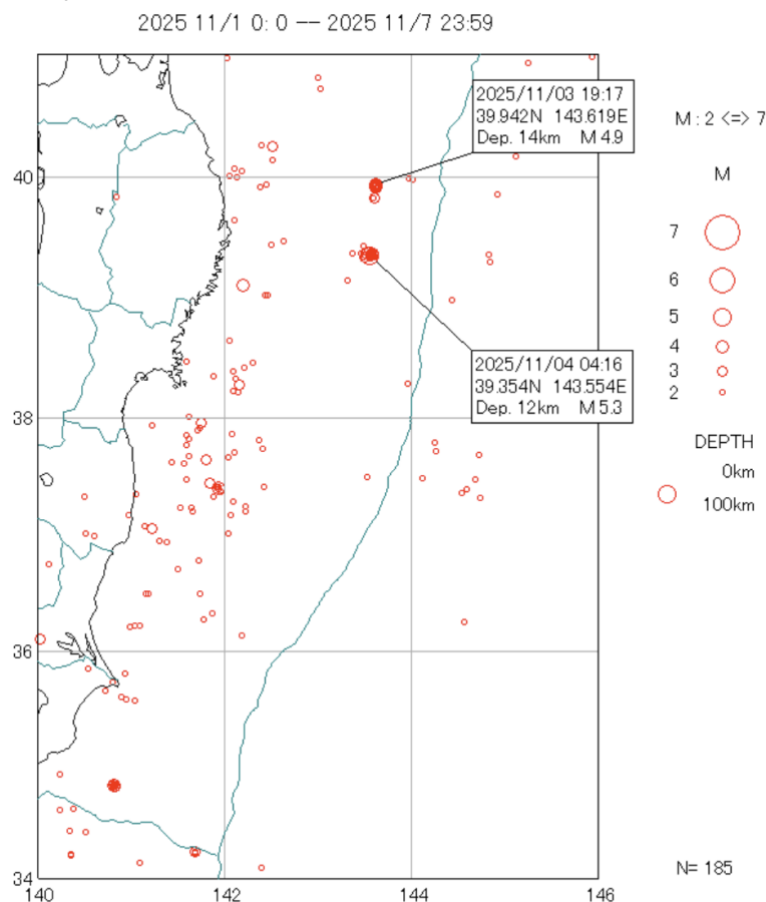 2025 11/1 0: 0 -- 2025 11/7 23:59
2025/11/03 19:17
39.942N 143.619E
Dep. 14km M 4.9
M : 2 <=> 7
40
M
7
6
5
4
3
2
2025/11/04 04:16
39.354N 143.554E
Dep. 12km M 5.3
38
DEPTH
0km
100km
36
34
N= 185
140 142 144 146